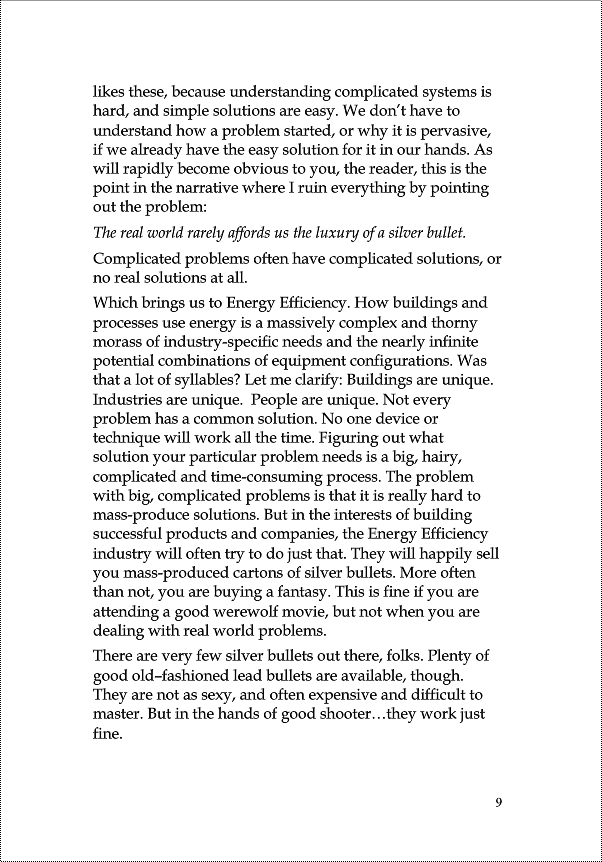 likes these, because understanding complicated systems is
hard, and simple solutions are easy. We don’t have to
understand how a problem started, or why it is pervasive,
if we already have the easy solution for it in our hands. As
will rapidly become obvious to you, the reader, this is the
point in the narrative where I ruin everything by pointing
out the problem:
The real world rarely affords us the luxury of a silver bullet.
Complicated problems often have complicated solutions, or
no real solutions at all.
Which brings us to Energy Efficiency. How buildings and
processes use energy is a massively complex and thorny
morass of industry-specific needs and the nearly infinite
potential combinations of equipment configurations. Was
that a lot of syllables? Let me clarify: Buildings are unique.
Industries are unique.  People are unique. Not every
problem has a common solution. No one device or
technique will work all the time. Figuring out what
solution your particular problem needs is a big, hairy,
complicated and time-consuming process. The problem
with big, complicated problems is that it is really hard to
mass-produce solutions. But in the interests of building
successful products and companies, the Energy Efficiency
industry will often try to do just that. They will happily sell
you mass-produced cartons of silver bullets. More often
than not, you are buying a fantasy. This is fine if you are
attending a good werewolf movie, but not when you are
dealing with real world problems.
There are very few silver bullets out there, folks. Plenty of
good old–fashioned lead bullets are available, though.
They are not as sexy, and often expensive and difficult to
master. But in the hands of good shooter…they work just
fine.
9